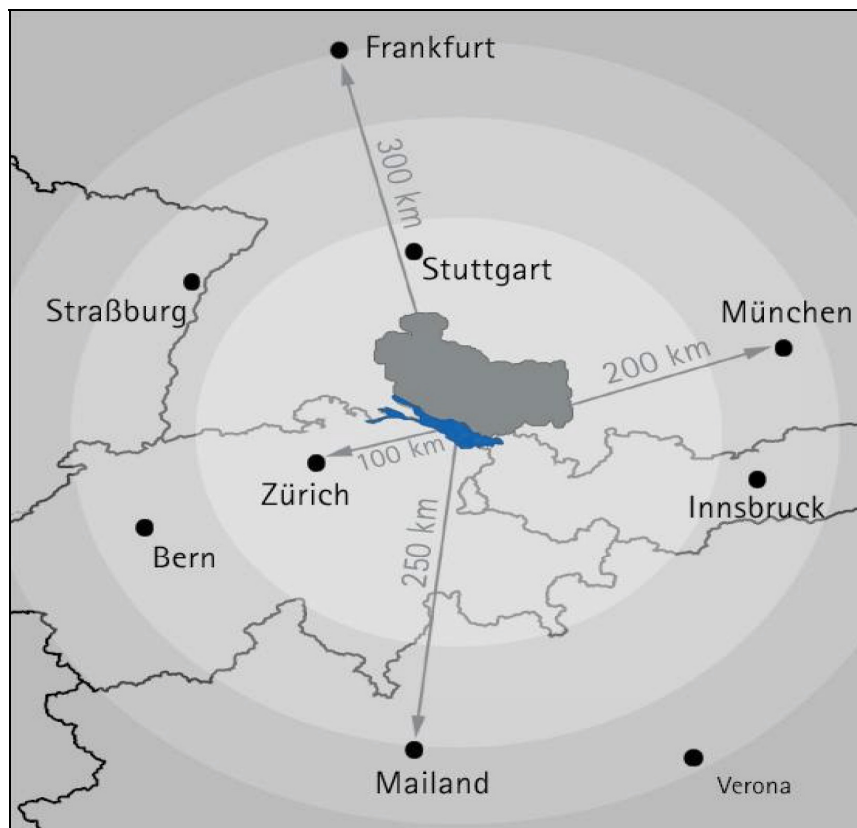 Frankfurt
300 km
Stuttgart
Straßburg
München
200 km
100 km
Zürich
Innsbruck
250 km
Bern
Mailand
Verona